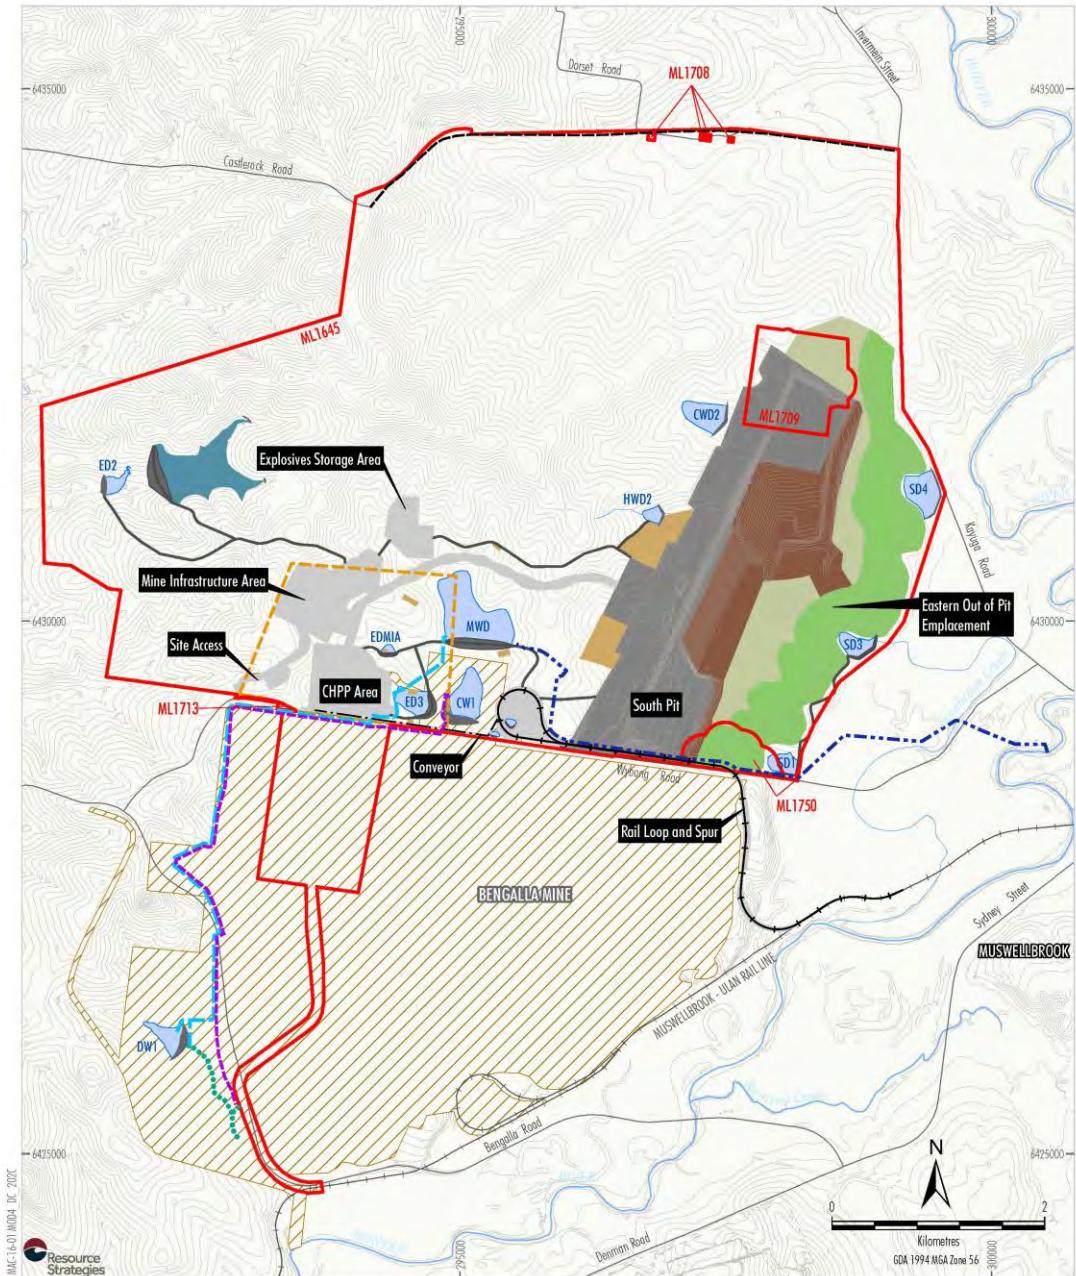 295000
300000
Invermein Street
Dorset Road
ML1708
6435000
6435000
Castlerock Road
ML1645
ML1709
CWD2
ED2
Explosives Storage Area
SD4
HWD2
Kayuga Road
Mine Infrastructure Area
Eastern Out of Pit
Emplacement
6430000
6430000
EDMIA
MWD
SD3
Site Access
CHPP Area
ED3
CW1
South Pit
ML1713
Conveyor
SD1
Wybong Road
ML1750
Rail Loop and Spur
BENGALLA MINE
Sydney Street
MUSWELLBROOK
MUSWELLBROOK - ULAN RAIL LINE
DW1
Bengalla Road
6425000
6425000
N
0
2
Kilometres
GDA 1994 MGA Zone 56
Denman Road
295000
300000
MAC-16-01 MOD4_DC_202C
Resource
Strategies